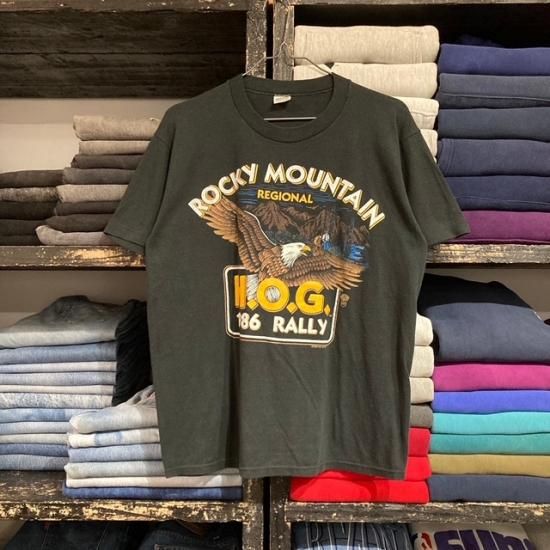 ROCKY MOUNTAIN
REGIONAL
H.O.G.
'86 RALLY